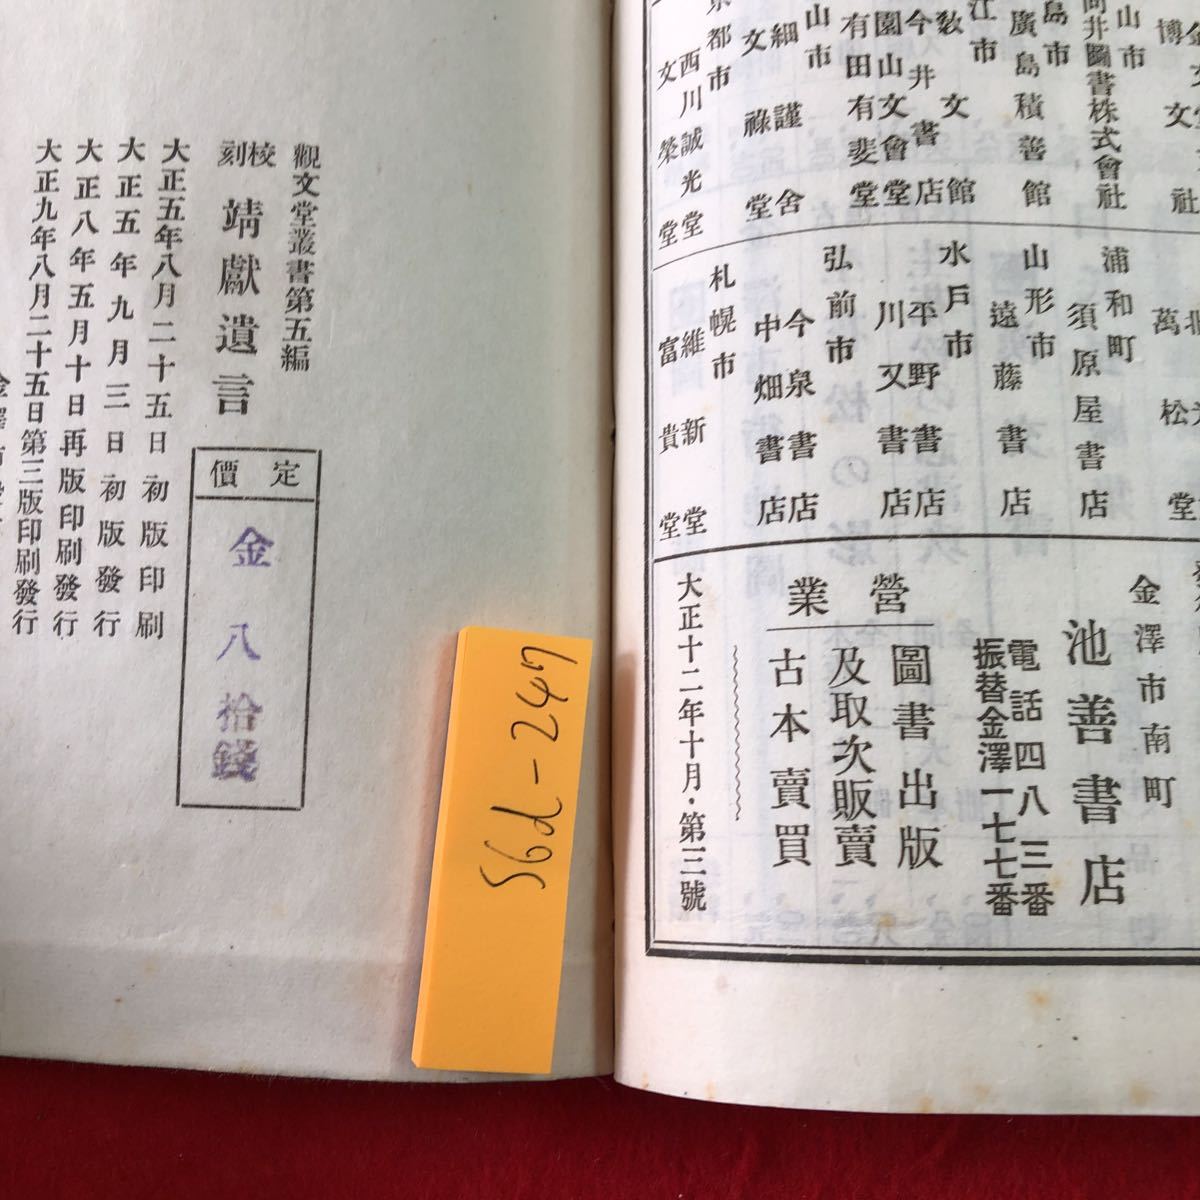 山市
向井圖書株式會社
島市
廣島積善館
江市
今井書店
園山文會堂
有田有斐堂
山市
細謹舍
文祿堂
京都市
西川誠光堂
文榮堂
浦和町
須原屋書店
山形市
遠藤書店
水戸市
平野書店
川又書店
弘前市
今泉書店
中畑書店
札幌市
維新堂
富貴堂
金澤市南町
池善書店
電話四八三番
振替金澤一七七番
營業
圖書出版
及取次販賣
古本賣買
大正十二年十月・第三號
觀文堂叢書第五編
校刻 靖獻遺言
定價
金八拾錢
大正五年八月二十五日初版印刷
大正五年九月三日初版發行
大正八年五月十日再版印刷發行
大正九年八月二十五日第三版印刷發行
S6d-247